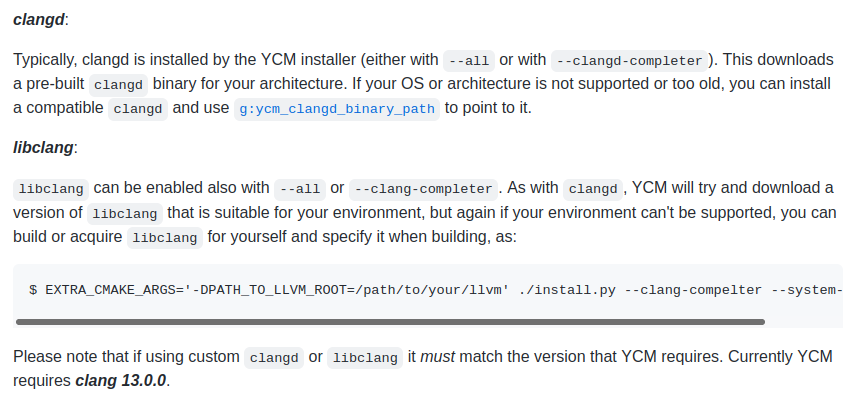 clangd:
Typically, clangd is installed by the YCM installer (either with --all or with --clangd-completer). This downloads
a pre-built clangd binary for your architecture. If your OS or architecture is not supported or too old, you can install
a compatible clangd and use g:ycm_clangd_binary_path to point to it.
libclang:
libclang can be enabled also with --all or --clang-completer. As with clangd, YCM will try and download a
version of libclang that is suitable for your environment, but again if your environment can't be supported, you can
build or acquire libclang for yourself and specify it when building, as:
$ EXTRA_CMAKE_ARGS='-DPATH_TO_LLVM_ROOT=/path/to/your/llvm' ./install.py --clang-compelter --system-
Please note that if using custom clangd or libclang it must match the version that YCM requires. Currently YCM
requires clang 13.0.0.